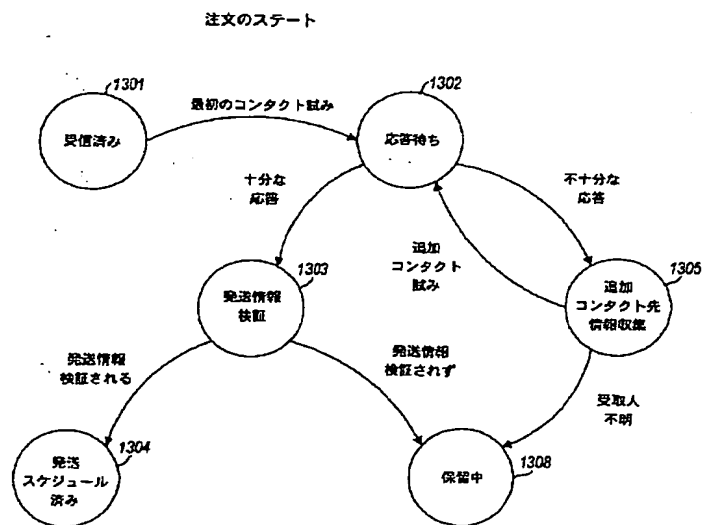 注文のステート
1301
受信済み
最初のコンタクト試み
1302
応答待ち
十分な
応答
不十分な
応答
追加
コンタクト
試み
1303
発送情報
検証
1305
追加
コンタクト先
情報収集
発送情報
検証される
発送情報
検証されず
受取人
不明
1304
発送
スケジュール
済み
1308
保留中